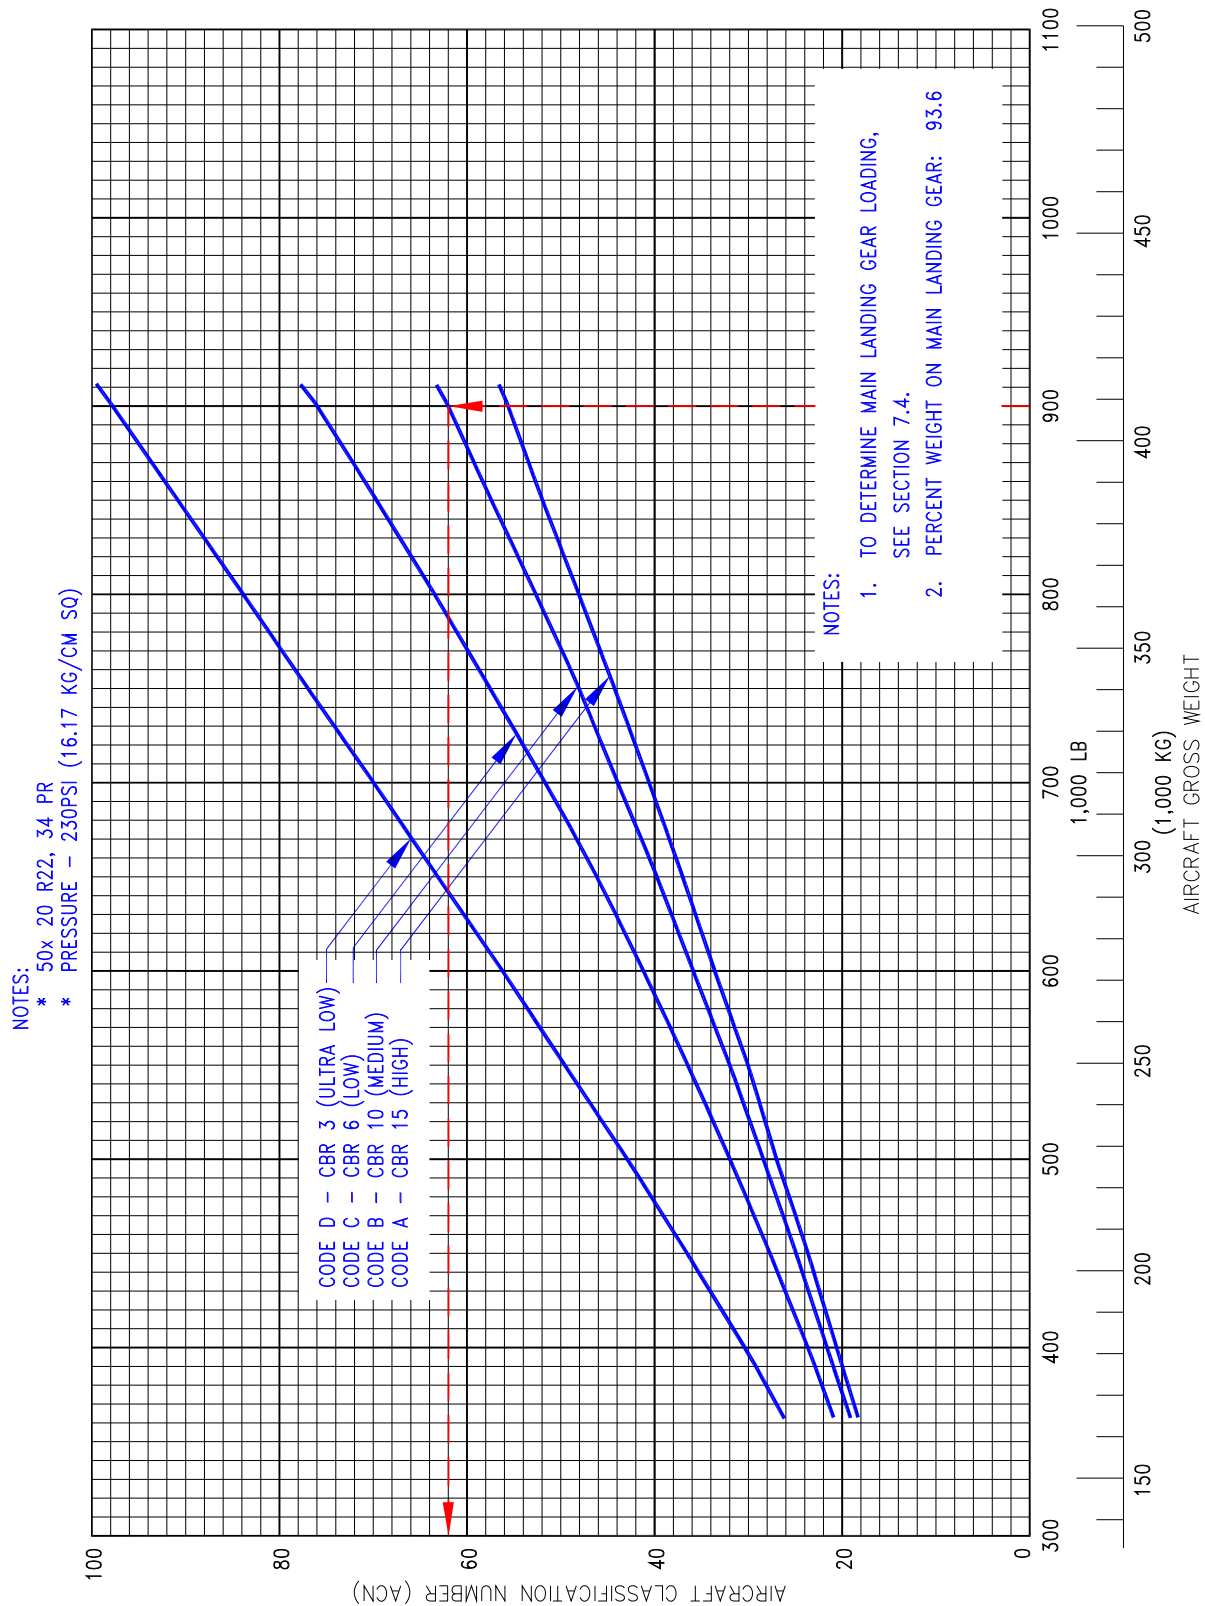 NOTES:
* 50x 20 R22, 34 PR
* PRESSURE – 230PSI (16.17 KG/CM SQ)
100
80
60
40
20
0
AIRCRAFT CLASSIFICATION NUMBER (ACN)
CODE D – CBR 3 (ULTRA LOW)
CODE C – CBR 6 (LOW)
CODE B – CBR 10 (MEDIUM)
CODE A – CBR 15 (HIGH)
NOTES:
1. TO DETERMINE MAIN LANDING GEAR LOADING,
SEE SECTION 7.4.
2. PERCENT WEIGHT ON MAIN LANDING GEAR: 93.6
300 400 500 600 700 800 900 1000 1100
1,000 LB
150 200 250 300 350 400 450 500
(1,000 KG)
AIRCRAFT GROSS WEIGHT